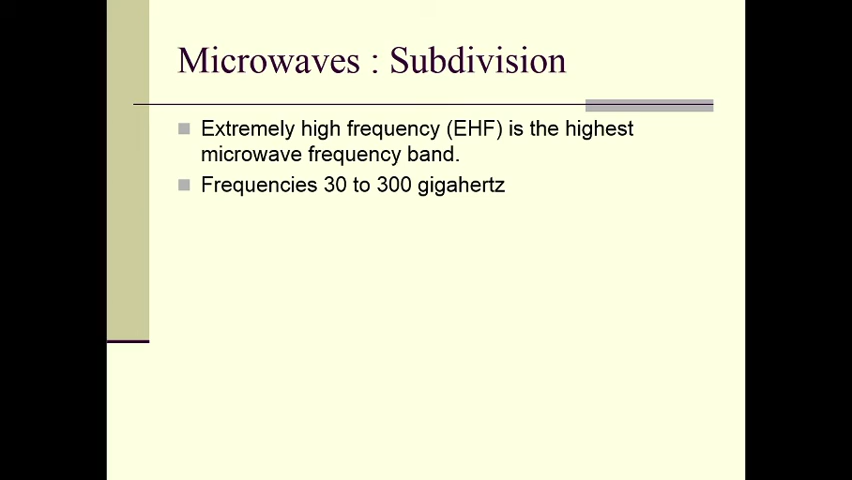 Microwaves : Subdivision
Extremely high frequency (EHF) is the highest
microwave frequency band.
Frequencies 30 to 300 gigahertz